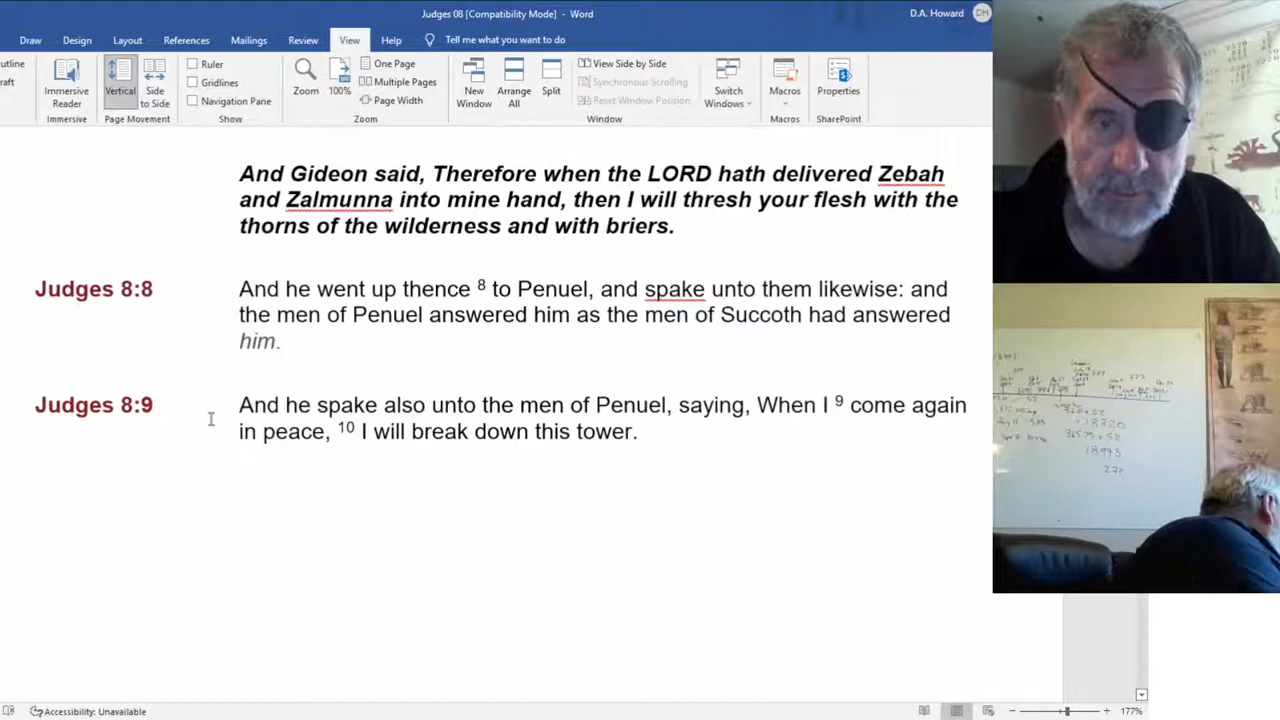 Judges 08 [Compatibility Mode] - Word
D.A. Howard
DH
Draw Design Layout References Mailings Review View Help Tell me what you want to do
utline
raft
Immersive Reader
Immersive
Vertical
Side to Side
Page Movement
Ruler
Gridlines
Navigation Pane
Show
Zoom
100%
One Page
Multiple Pages
Page Width
Zoom
New Window
Arrange All
Split
View Side by Side
Synchronous Scrolling
Reset Window Position
Switch Windows
Window
Macros
Macros
Properties
SharePoint
And Gideon said, Therefore when the LORD hath delivered Zebah
and Zalmunna into mine hand, then I will thresh your flesh with the
thorns of the wilderness and with briers.
Judges 8:8 And he went up thence 8 to Penuel, and spake unto them likewise: and
the men of Penuel answered him as the men of Succoth had answered
him.
Judges 8:9 And he spake also unto the men of Penuel, saying, When I 9 come again
in peace, 10 I will break down this tower.
18993
Accessibility: Unavailable
177%